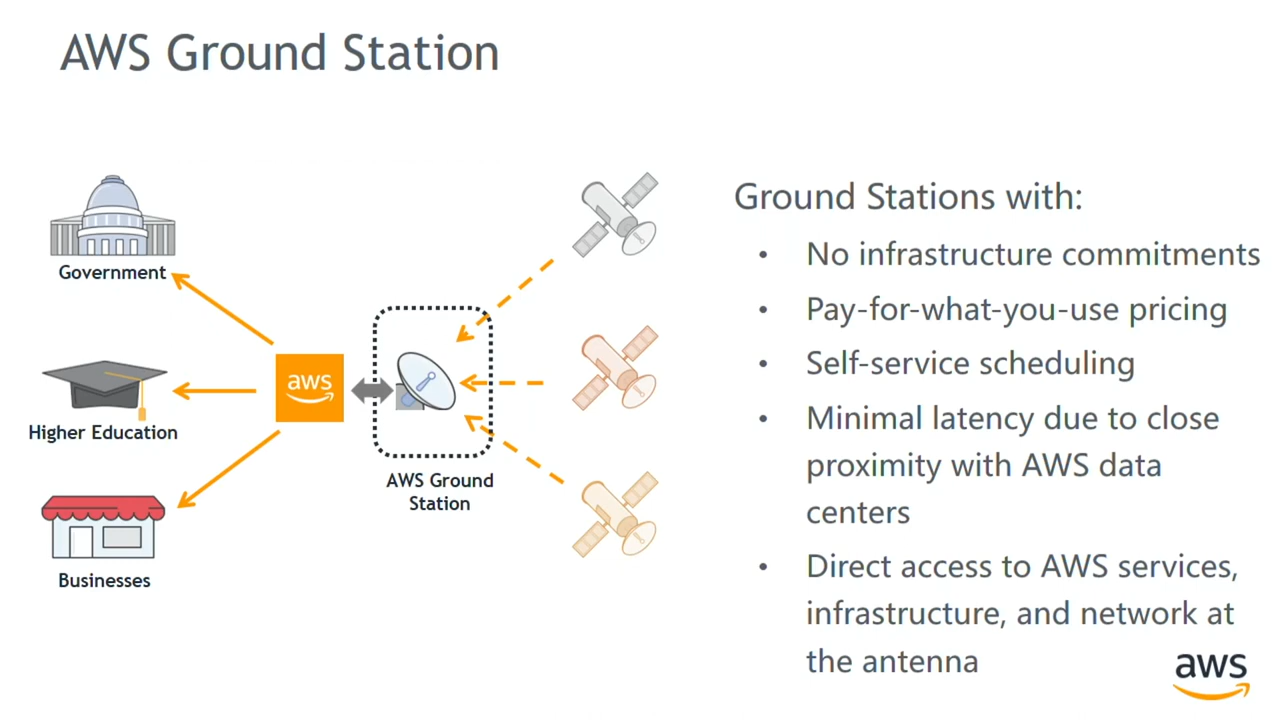 AWS Ground Station
Government
Higher Education
Businesses
aws
AWS Ground
Station
Ground Stations with:
• No infrastructure commitments
• Pay-for-what-you-use pricing
• Self-service scheduling
• Minimal latency due to close
proximity with AWS data
centers
• Direct access to AWS services,
infrastructure, and network at
the antenna
aws